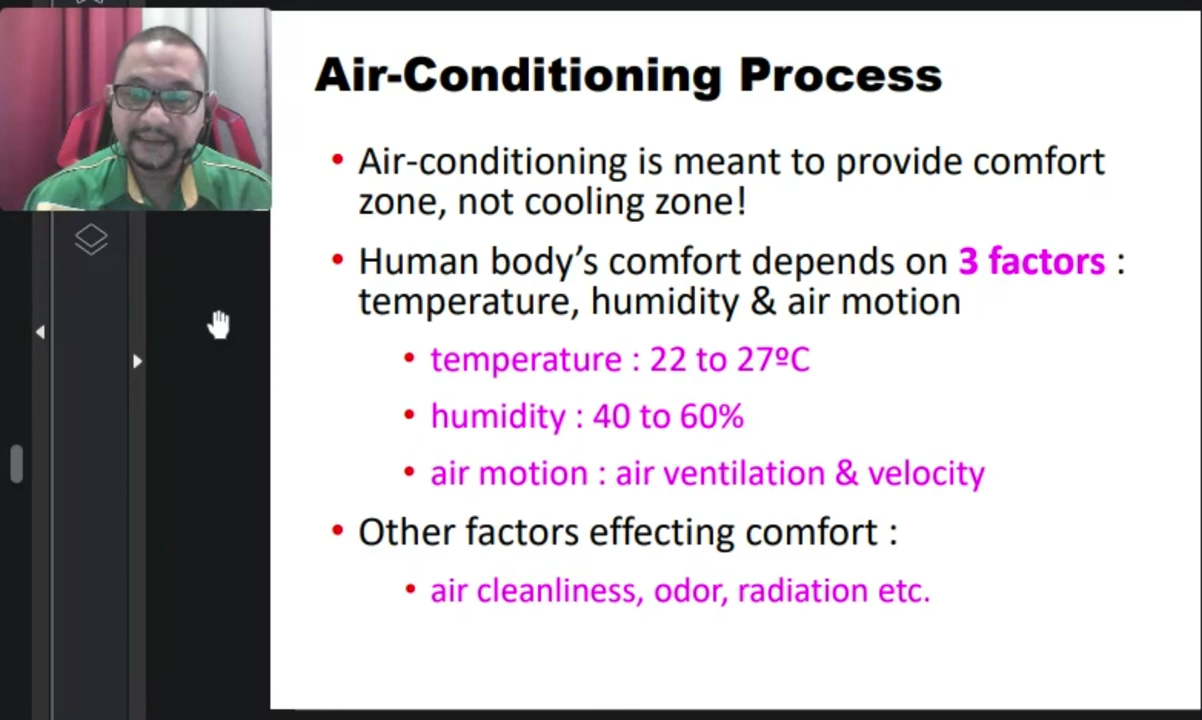 Air-Conditioning Process
• Air-conditioning is meant to provide comfort
zone, not cooling zone!
• Human body’s comfort depends on 3 factors :
temperature, humidity & air motion
• temperature : 22 to 27ºC
• humidity : 40 to 60%
• air motion : air ventilation & velocity
• Other factors effecting comfort :
• air cleanliness, odor, radiation etc.